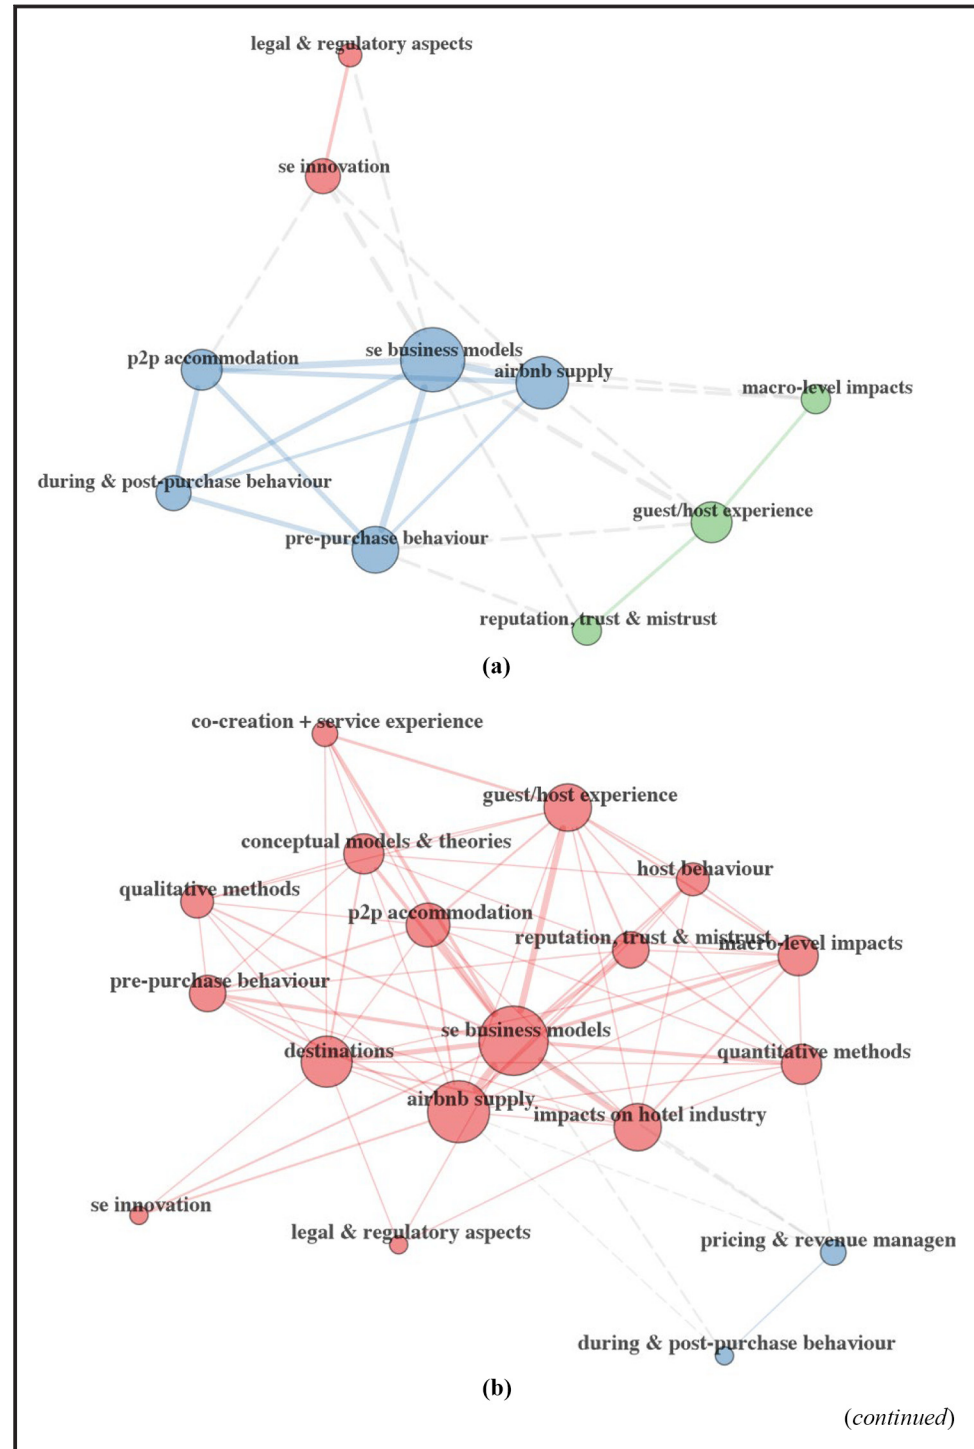 legal & regulatory aspects
se innovation
se business models
p2p accommodation
airbnb supply
macro-level impacts
during & post-purchase behaviour
guest/host experience
pre-purchase behaviour
reputation, trust & mistrust
(a)
co-creation + service experience
guest/host experience
conceptual models & theories
host behaviour
qualitative methods
p2p accommodation
reputation, trust & mistrust
macro-level impacts
pre-purchase behaviour
se business models
destinations
quantitative methods
airbnb supply
impacts on hotel industry
se innovation
legal & regulatory aspects
pricing & revenue managen
during & post-purchase behaviour
(b)
(continued)